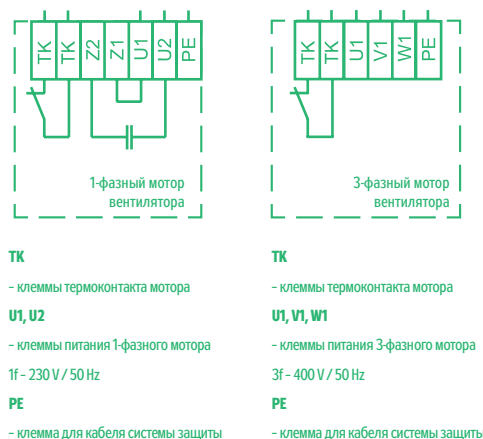 TK TK Z2 Z1 U1 U2 PE
1-фазный мотор
вентилятора
TK
– клеммы термоконтакта мотора
U1, U2
– клеммы питания 1-фазного мотора
1f – 230 V / 50 Hz
PE
– клемма для кабеля системы защиты
TK TK U1 V1 W1 PE
3-фазный мотор
вентилятора
TK
– клеммы термоконтакта мотора
U1, V1, W1
– клеммы питания 3-фазного мотора
3f – 400 V / 50 Hz
PE
– клемма для кабеля системы защиты